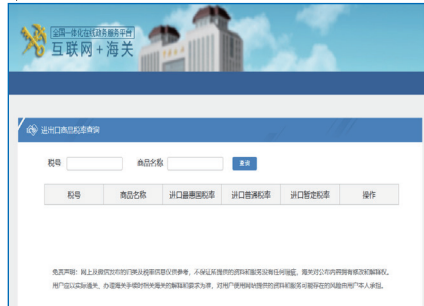 全国一体化在线政务服务平台
互联网+海关
进出口商品税率查询
税号 商品名称 查询
税号 商品名称 进口最惠国税率 进口普通税率 进口暂定税率 操作
免责声明：网上及微信发布的归类及税率信息仅供参考，不保证所提供的资料和服务没有任何瑕疵，海关对公布内容拥有修改和解释权。
用户应以实际通关、办理海关手续时相关海关的解释和要求为准，对用户使用网站提供的资料和服务可能存在的风险由用户本人承担。